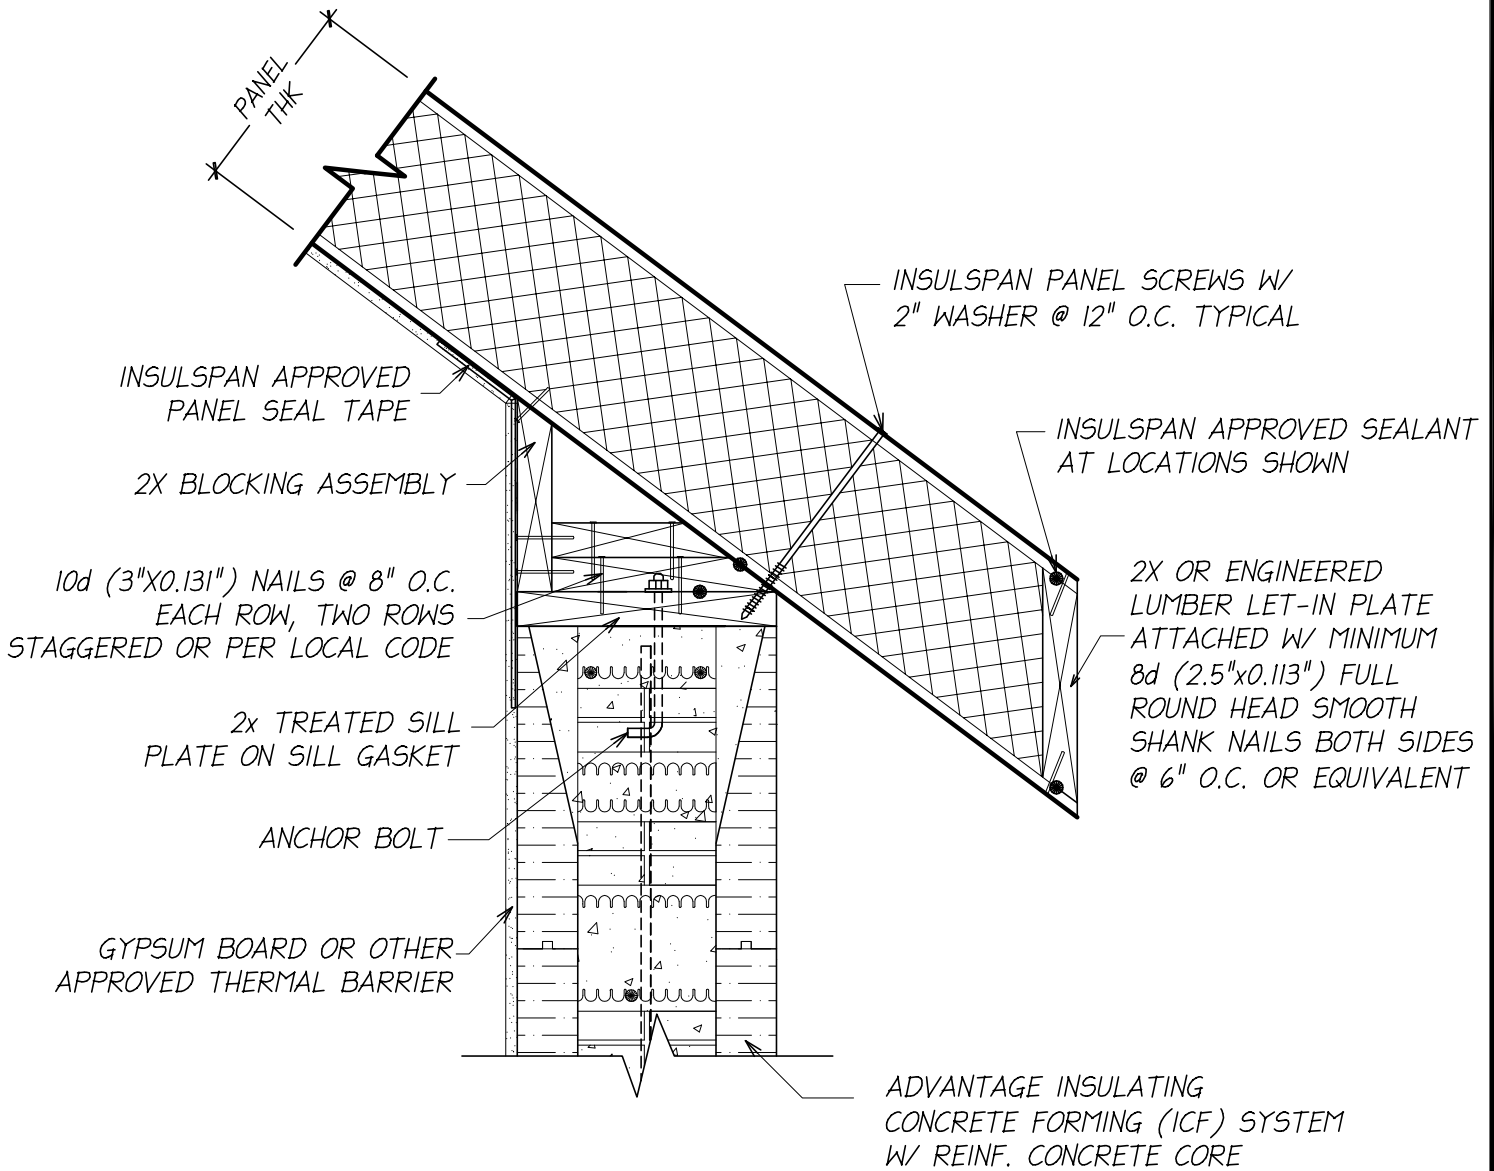 PANEL
THK
INSULSPAN PANEL SCREWS W/
2" WASHER @ 12" O.C. TYPICAL
INSULSPAN APPROVED
PANEL SEAL TAPE
INSULSPAN APPROVED SEALANT
AT LOCATIONS SHOWN
2X BLOCKING ASSEMBLY
10d (3"X0.131") NAILS @ 8" O.C.
EACH ROW, TWO ROWS
STAGGERED OR PER LOCAL CODE
2X OR ENGINEERED
LUMBER LET-IN PLATE
ATTACHED W/ MINIMUM
8d (2.5"x0.113") FULL
ROUND HEAD SMOOTH
SHANK NAILS BOTH SIDES
@ 6" O.C. OR EQUIVALENT
2x TREATED SILL
PLATE ON SILL GASKET
ANCHOR BOLT
GYPSUM BOARD OR OTHER
APPROVED THERMAL BARRIER
ADVANTAGE INSULATING
CONCRETE FORMING (ICF) SYSTEM
W/ REINF. CONCRETE CORE